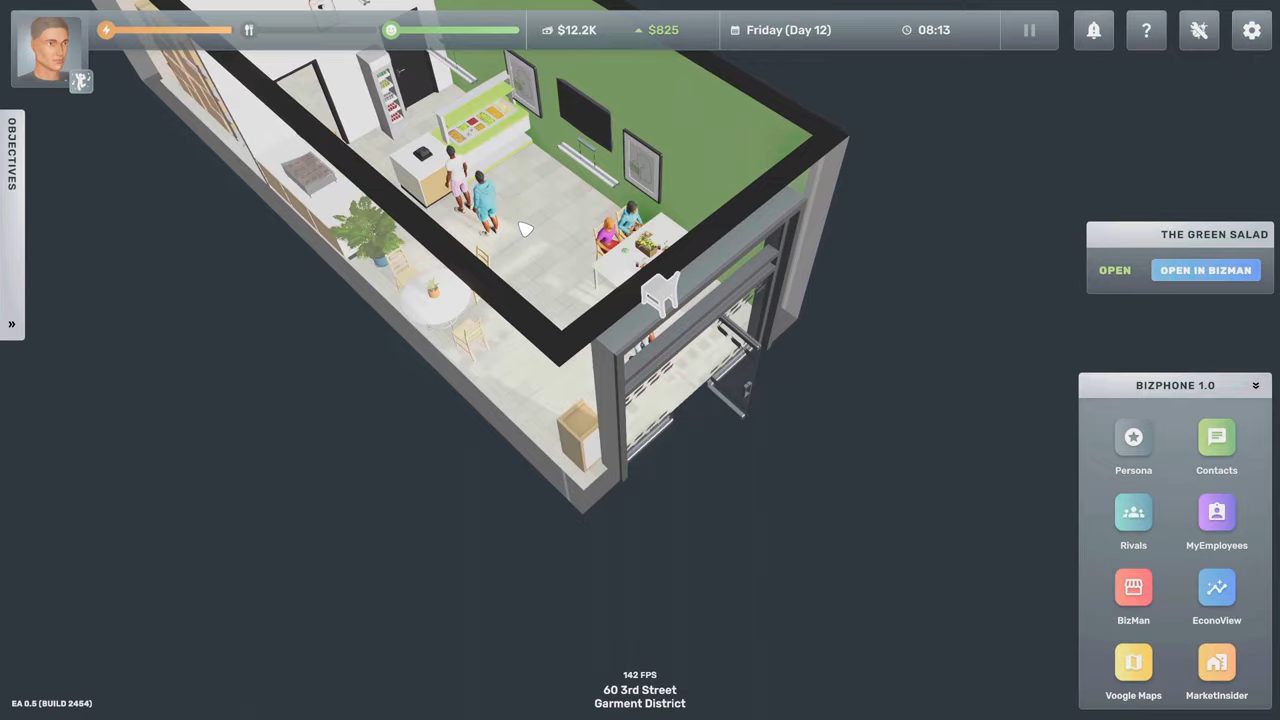 $12.2K
$825
Friday (Day 12)
08:13
?
OBJECTIVES
»
THE GREEN SALAD
OPEN
OPEN IN BIZMAN
BIZPHONE 1.0
Persona
Contacts
Rivals
MyEmployees
BizMan
EconoView
Voogle Maps
MarketInsider
142 FPS
60 3rd Street
Garment District
EA 0.5 (BUILD 2454)